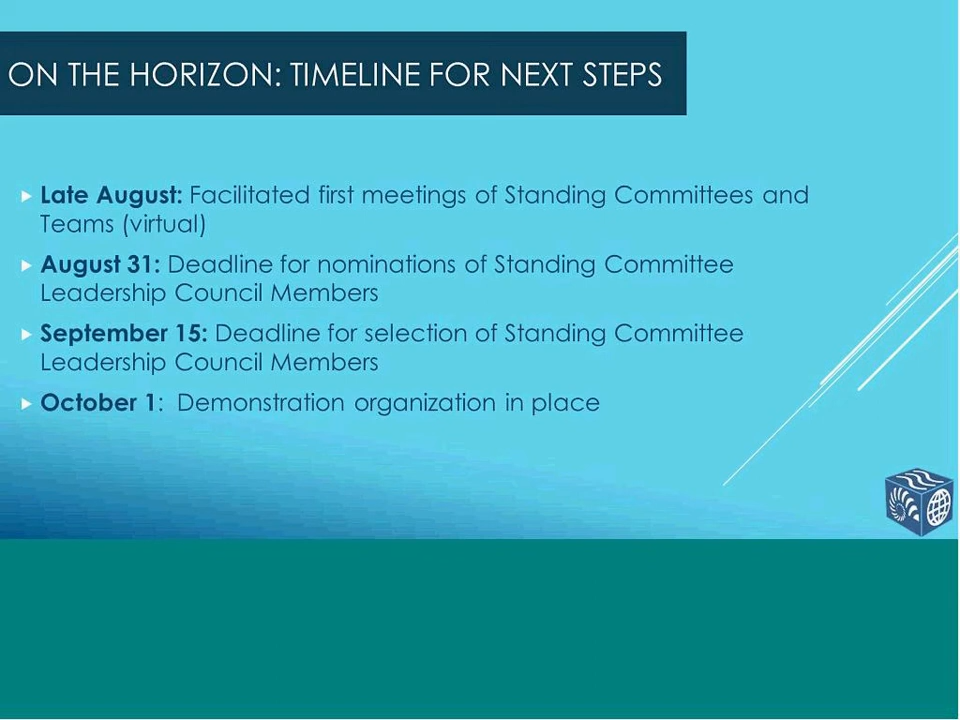 ON THE HORIZON: TIMELINE FOR NEXT STEPS
Late August: Facilitated first meetings of Standing Committees and
Teams (virtual)
August 31: Deadline for nominations of Standing Committee
Leadership Council Members
September 15: Deadline for selection of Standing Committee
Leadership Council Members
October 1:  Demonstration organization in place